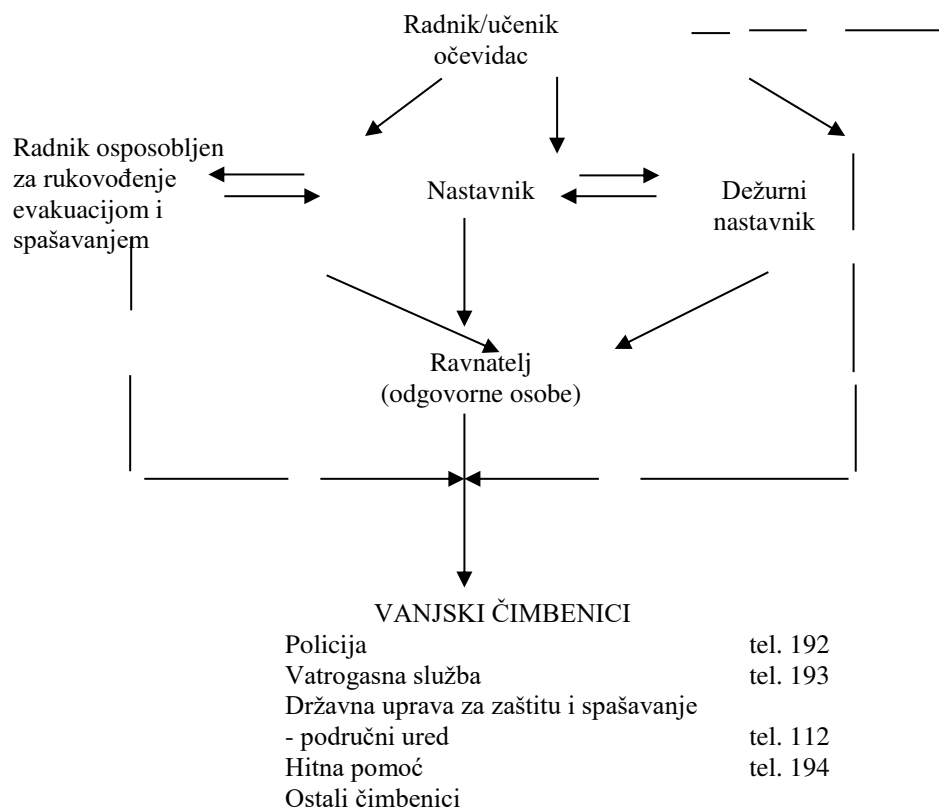 Radnik/učenik
očevidac
Radnik osposobljen
za rukovođenje
evakuacijom i
spašavanjem
Nastavnik
Dežurni
nastavnik
Ravnatelj
(odgovorne osobe)
VANJSKI ČIMBENICI
Policija tel. 192
Vatrogasna služba tel. 193
Državna uprava za zaštitu i spašavanje
- područni ured tel. 112
Hitna pomoć tel. 194
Ostali čimbenici